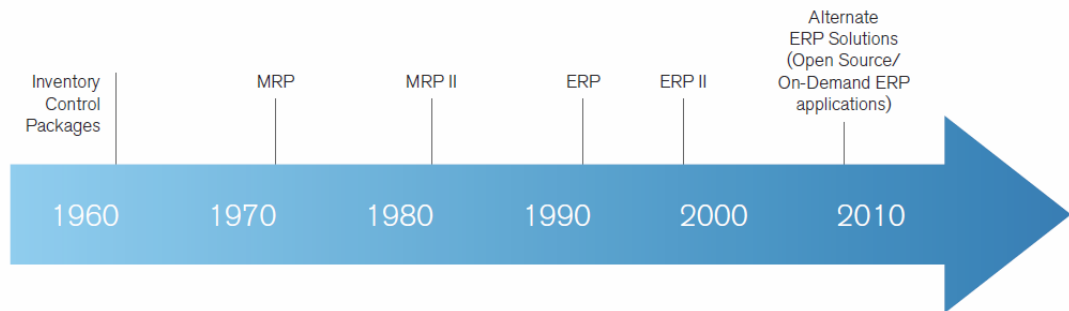 Inventory
Control
Packages
MRP
MRP II
ERP
ERP II
Alternate
ERP Solutions
(Open Source/
On-Demand ERP
applications)
1960
1970
1980
1990
2000
2010